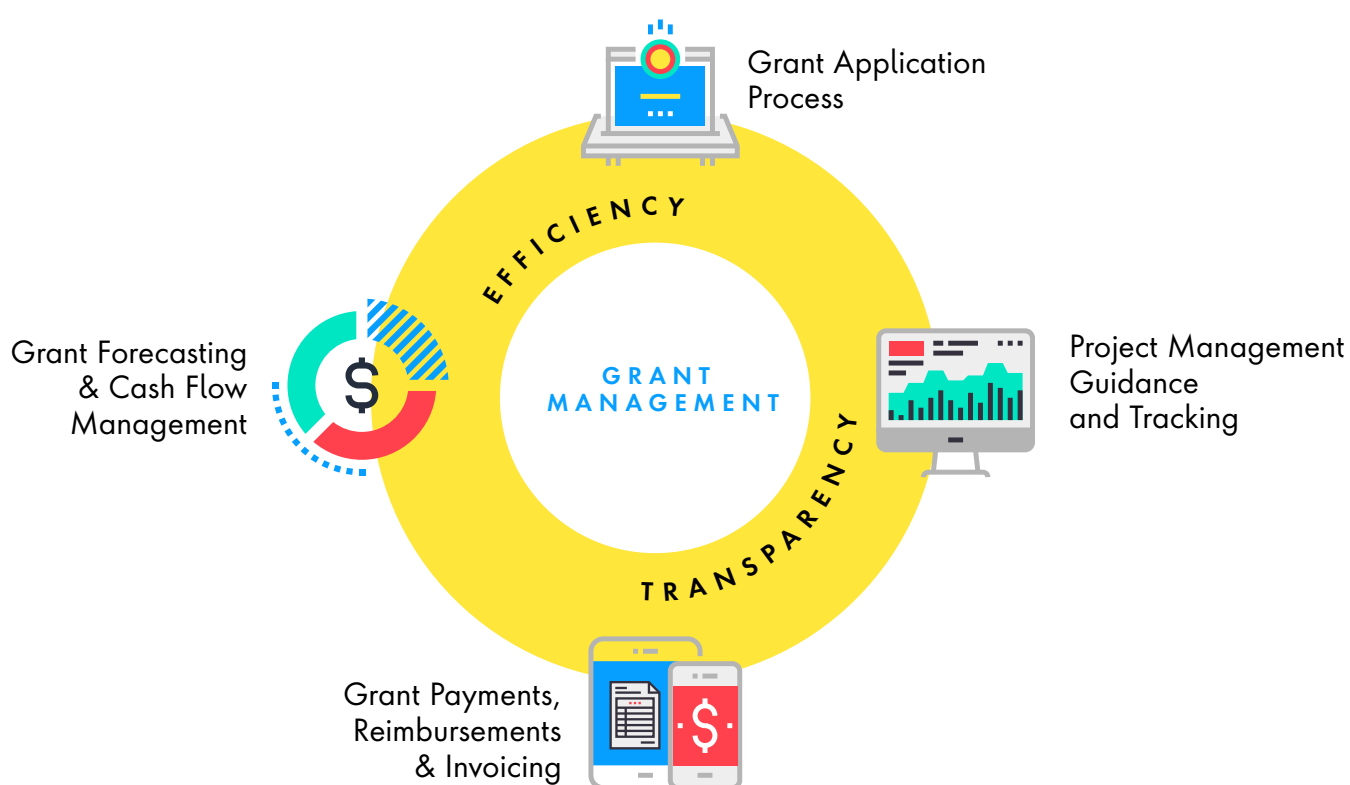 Grant Application
Process
EFFICIENCY
Grant Forecasting
& Cash Flow
Management
$
GRANT
MANAGEMENT
Project Management
Guidance
and Tracking
TRANSPARENCY
Grant Payments,
Reimbursements
& Invoicing
$